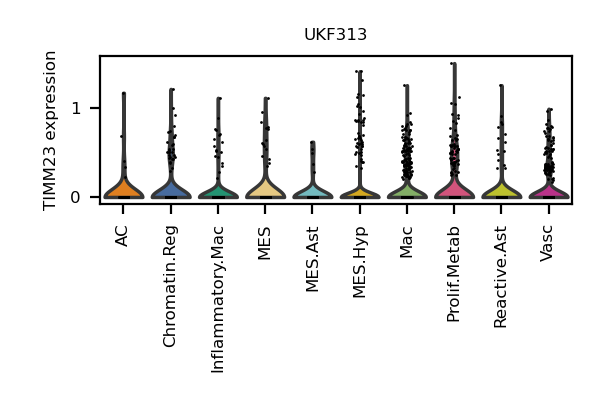 UKF313
TIMM23 expression
1
0
AC
Chromatin.Reg
Inflammatory.Mac
MES
MES.Ast
MES.Hyp
Mac
Prolif.Metab
Reactive.Ast
Vasc